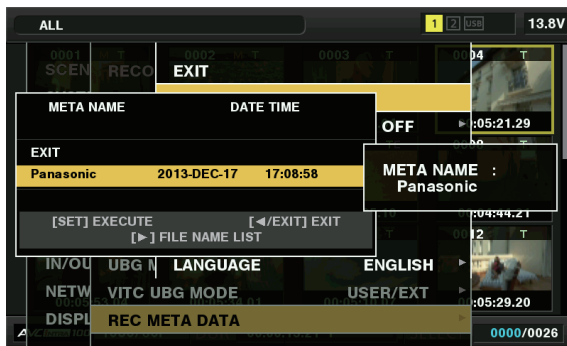 ALL 1 2 USB 13.8V
0001 M T 0002 M T 0003 T 0004 T
SCEN RECO EXIT
META NAME DATE TIME
OFF :05:21.29
EXIT
Panasonic 2013-DEC-17 17:08:58
META NAME :
Panasonic
[SET] EXECUTE [◄/EXIT] EXIT
[►] FILE NAME LIST
:04:44.21
12 T
IN/OU UBG M LANGUAGE ENGLISH
NETW VITC UBG MODE USER/EXT
:05:29.20
DISPL REC META DATA
0000/0026